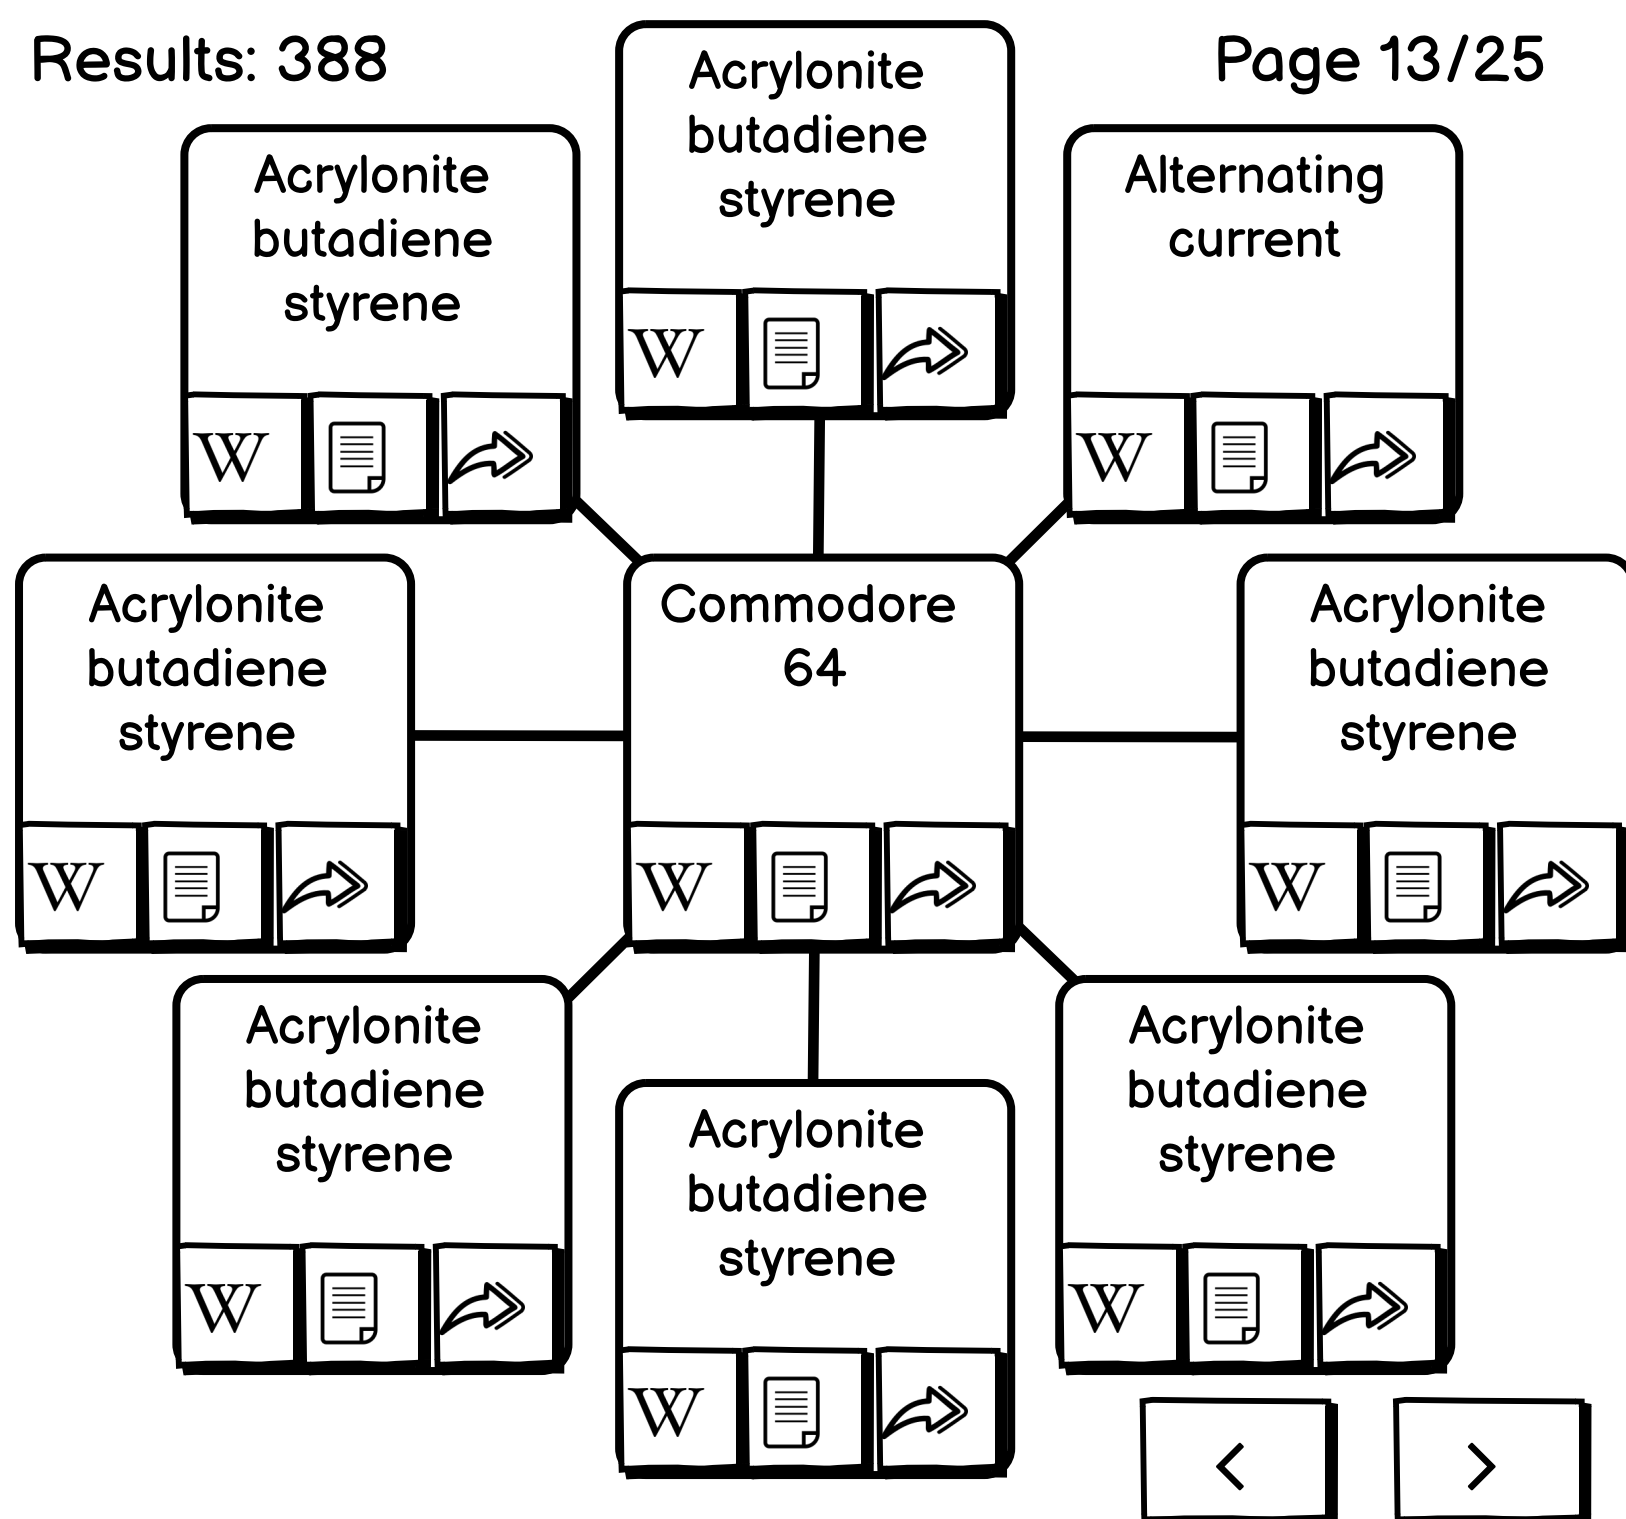 Results: 388
Page 13/25
Acrylonite
butadiene
styrene
W
Acrylonite
butadiene
styrene
W
Alternating
current
W
Acrylonite
butadiene
styrene
W
Commodore
64
W
Acrylonite
butadiene
styrene
W
Acrylonite
butadiene
styrene
W
Acrylonite
butadiene
styrene
W
Acrylonite
butadiene
styrene
W
< >